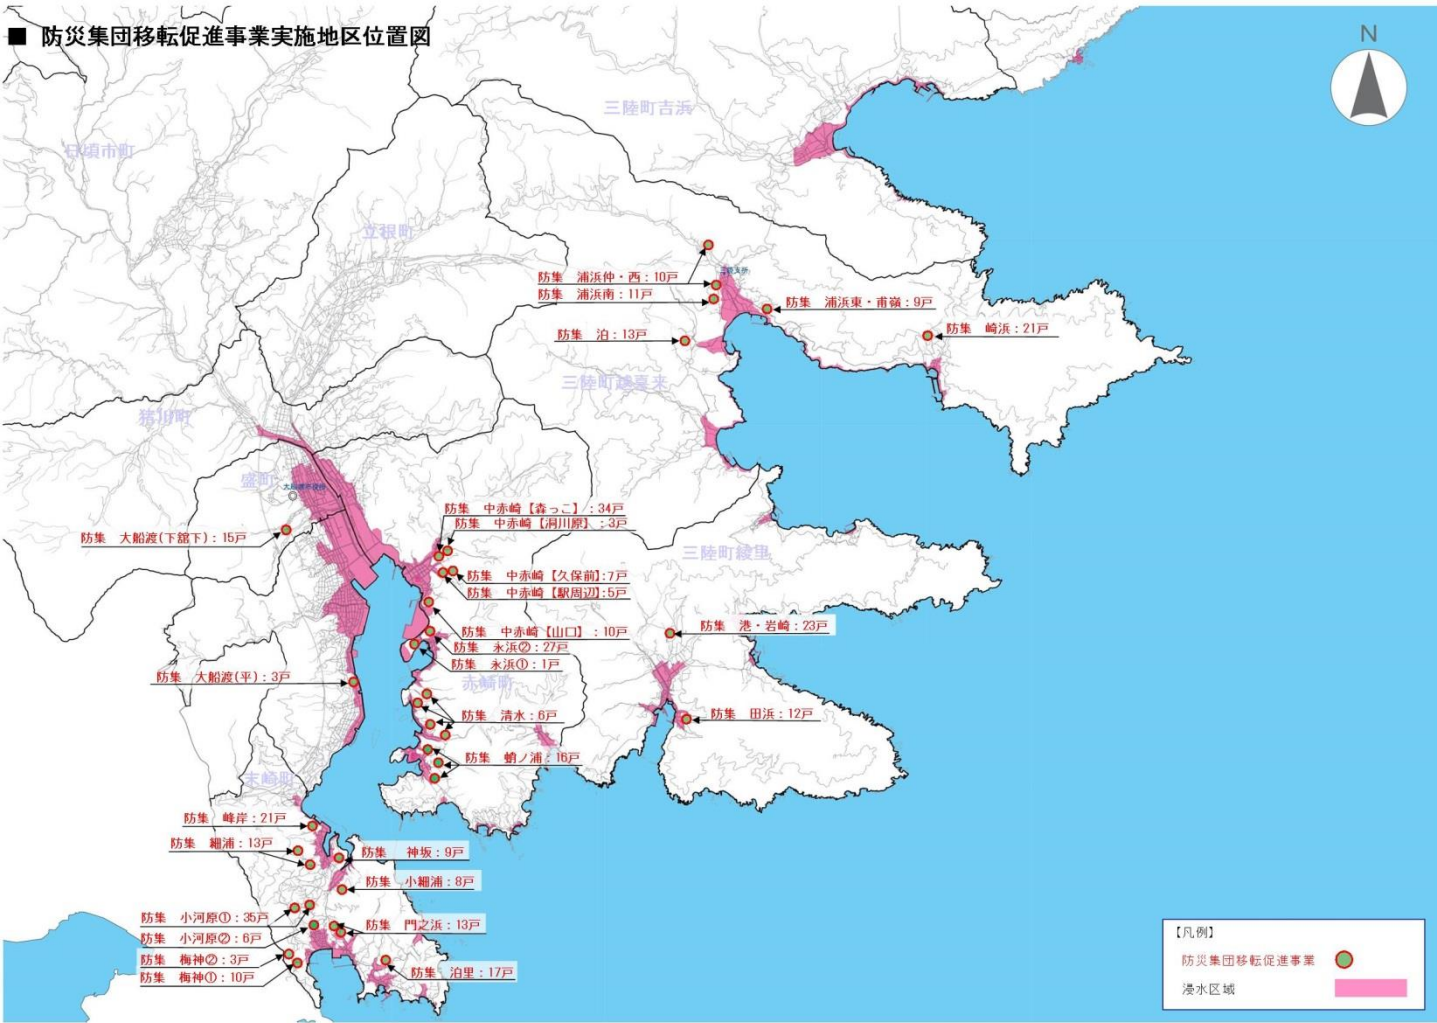 ■ 防災集団移転促進事業実施地区位置図
N
三陸町吉浜
日頃市町
立根町
防集 浦浜仲・西：10戸
防集 浦浜南：11戸
防集 浦浜東・甫嶺：9戸
防集 泊：13戸
防集 崎浜：21戸
三陸町越喜来
猪川町
盛町
防集 大船渡(下舘下)：15戸
防集 中赤崎【森っこ】：34戸
防集 中赤崎【洞川原】：3戸
三陸町綾里
防集 中赤崎【久保前】：7戸
防集 中赤崎【駅周辺】：5戸
防集 中赤崎【山口】：10戸
防集 港・岩崎：23戸
防集 永浜②：27戸
防集 永浜①：1戸
防集 大船渡(平)：3戸
赤崎町
防集 清水：6戸
防集 田浜：12戸
防集 蛸ノ浦：16戸
末崎町
防集 峰岸：21戸
防集 細浦：13戸
防集 神坂：9戸
防集 小細浦：8戸
防集 小河原①：35戸
防集 門之浜：13戸
防集 小河原②：6戸
防集 梅神②：3戸
防集 梅神①：10戸
防集 泊里：17戸
【凡例】
防災集団移転促進事業
浸水区域